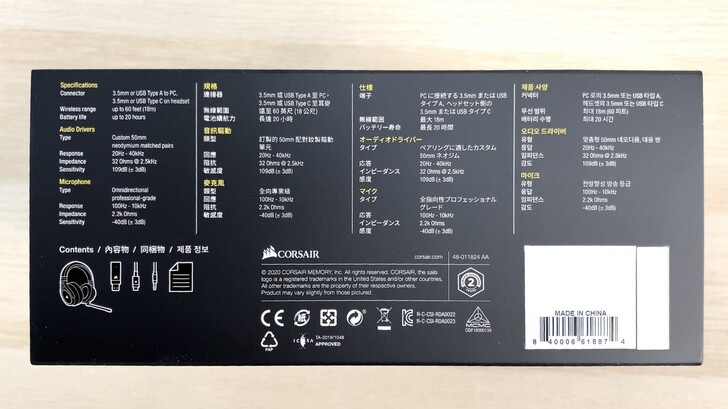 Specifications
Connector 3.5mm or USB Type A to PC,
3.5mm or USB Type C on headset
Wireless range up to 60 feet (18m)
Battery life up to 20 hours
Audio Drivers
Type Custom 50mm
neodymium matched pairs
Response 20Hz - 40kHz
Impedance 32 Ohms @ 2.5kHz
Sensitivity 109dB (± 3dB)
Microphone
Type Omnidirectional
professional-grade
Response 100Hz - 10kHz
Impedance 2.2k Ohms
Sensitivity -40dB (± 3dB)
規格
連接器 3.5mm 或 USB Type A 至 PC，
3.5mm 或 USB Type C 至耳麥
無線範圍 遠至 60 英尺 (18 公尺)
電池續航力 長達 20 小時
音訊驅動
類型 訂製的 50mm 配對釹製驅動
單元
回應 20Hz - 40kHz
阻抗 32 Ohms @ 2.5kHz
敏感度 109dB (± 3dB)
麥克風
類型 全向專業級
回應 100Hz - 10kHz
阻抗 2.2k Ohms
敏感度 -40dB (± 3dB)
仕様
端子 PC に接続する 3.5mm または USB
タイプ A、ヘッドセット側の
3.5mm または USB タイプ C
無線範囲 最大 18m
バッテリー寿命 最長 20 時間
オーディオドライバー
タイプ ペアリングに適したカスタム
50mm ネオジム
応答 20Hz - 40kHz
インピーダンス 32 Ohms @ 2.5kHz
感度 109dB (± 3dB)
マイク
タイプ 全指向性プロフェッショナル
グレード
応答 100Hz - 10kHz
インピーダンス 2.2k Ohms
感度 -40dB (± 3dB)
제품 사양
커넥터 PC 로의 3.5mm 또는 USB 타입 A,
헤드셋의 3.5mm 또는 USB 타입 C
무선 범위 최대 18m (60 피트)
배터리 수명 최대 20 시간
오디오 드라이버
유형 맞춤형 50mm 네오디뮴, 대응 쌍
응답 20Hz - 40kHz
임피던스 32 Ohms @ 2.5kHz
감도 109dB (± 3dB)
마이크
유형 전방향성 방송 등급
응답 100Hz - 10kHz
임피던스 2.2k Ohms
감도 -40dB (± 3dB)
Contents / 內容物 / 同梱物 / 제품 정보
CORSAIR
corsair.com
48-011824 AA
© 2020 CORSAIR MEMORY, Inc. All rights reserved. CORSAIR, the sails
logo is a registered trademarks in the United States and/or other countries.
All other trademarks are the property of their respective owners.
Product may vary slightly from those pictured.
2
CE
R-C-CSI-RDA0022
R-C-CSI-RDA0023
MCMC
PAP
ICASA
TA-2019/1048
APPROVED
MADE IN CHINA
8 40006 61887 4